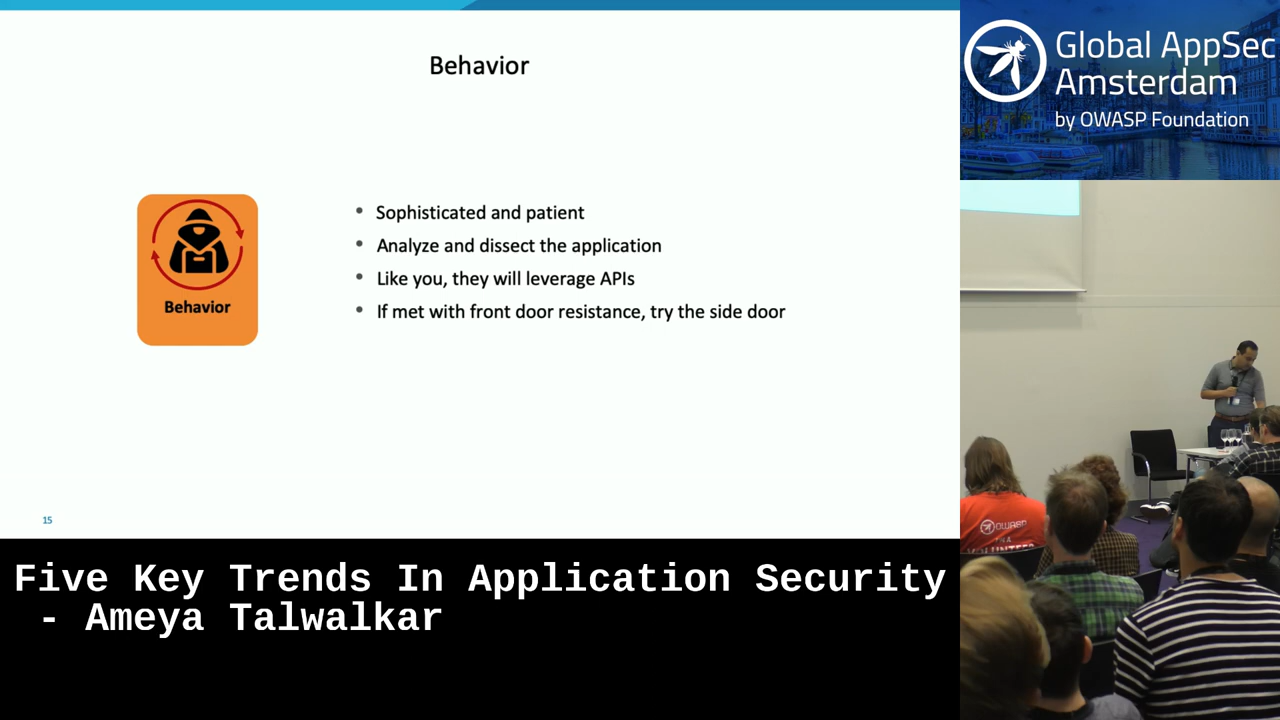 Behavior
Behavior
• Sophisticated and patient
• Analyze and dissect the application
• Like you, they will leverage APIs
• If met with front door resistance, try the side door
15
Five Key Trends In Application Security
- Ameya Talwalkar
Global AppSec
Amsterdam
by OWASP Foundation
OWASP
VOLUNTEER